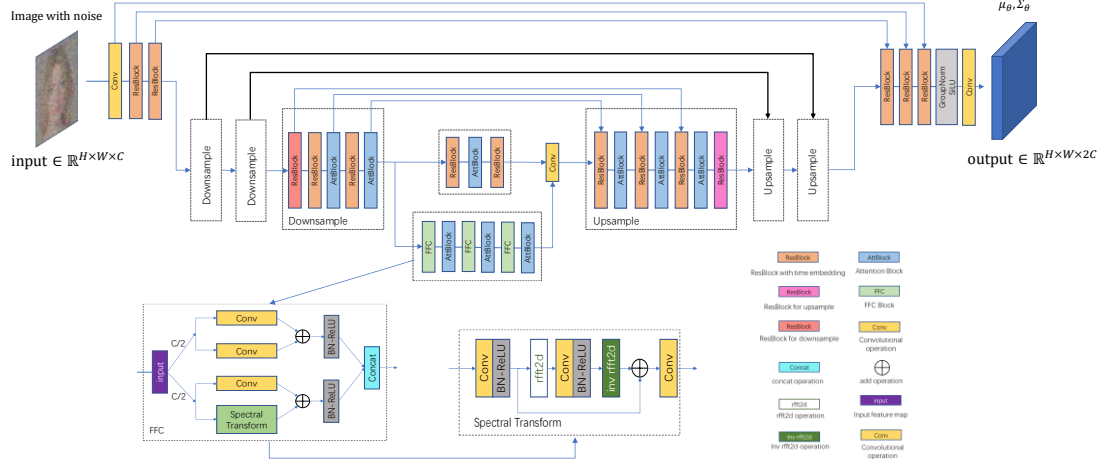 Image with noise
input ∈ ℝ^{H×W×C}
Conv
ResBlock
ResBlock
Downsample
Downsample
ResBlock
ResBlock
AttBlock
ResBlock
AttBlock
Downsample
ResBlock
AttBlock
ResBlock
Conv
FFC
AttBlock
FFC
AttBlock
FFC
AttBlock
ResBlock
AttBlock
ResBlock
AttBlock
ResBlock
AttBlock
ResBlock
Upsample
Upsample
Upsample
ResBlock
ResBlock
ResBlock
GroupNorm
SiLU
Conv
μ_θ, Σ_θ
output ∈ ℝ^{H×W×2C}
input
C/2
C/2
Conv
Conv
Conv
Spectral
Transform
BN-ReLU
BN-ReLU
Concat
FFC
Conv
BN-ReLU
rfft2d
Conv
BN-ReLU
inv rfft2d
Conv
Spectral Transform
ResBlock
ResBlock with time embedding
AttBlock
Attention Block
ResBlock
ResBlock for upsample
FFC
FFC Block
ResBlock
ResBlock for downsample
Conv
Convolutional
operation
Concat
concat operation
add operation
rfft2d
rfft2d operation
input
Input feature map
Inv rfft2d
Inv rfft2d operation
Conv
Convolutional
operation